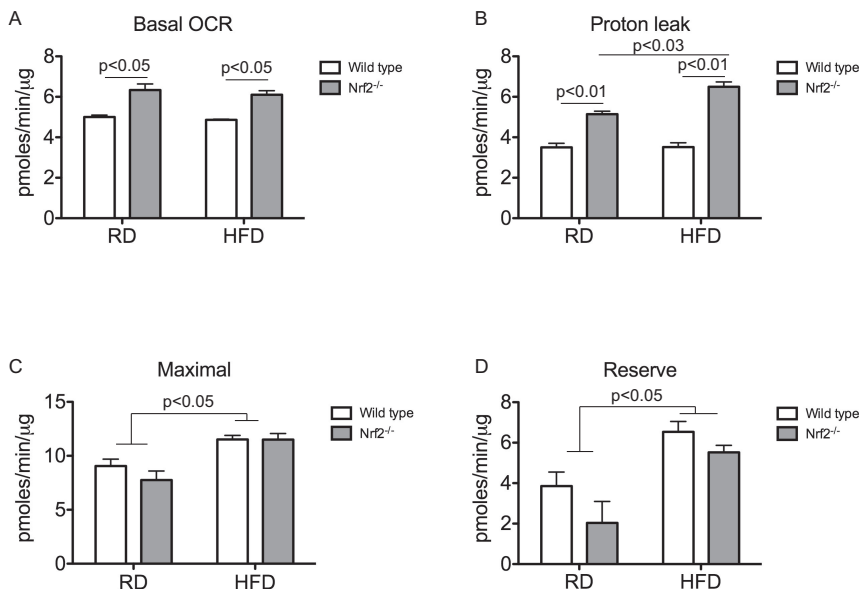 A
Basal OCR
8
6
4
2
0
pmoles/min/μg
p<0.05
p<0.05
RD
HFD
Wild type
Nrf2-/-
B
Proton leak
8
6
4
2
0
pmoles/min/μg
p<0.03
p<0.01
p<0.01
RD
HFD
Wild type
Nrf2-/-
C
Maximal
15
10
5
0
pmoles/min/μg
p<0.05
RD
HFD
Wild type
Nrf2-/-
D
Reserve
8
6
4
2
0
pmoles/min/μg
p<0.05
RD
HFD
Wild type
Nrf2-/-